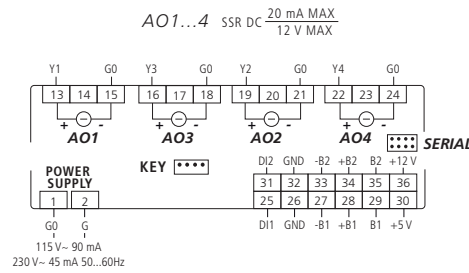 AO1...4 SSR DC 20 mA MAX
12 V MAX
Y1 G0 Y3 G0 Y2 G0 Y4 G0
13 14 15 16 17 18 19 20 21 22 23 24
+ - + - + - + -
AO1 AO3 AO2 AO4
SERIAL
KEY
DI2 GND -B2 +B2 B2 +12 V
POWER
SUPPLY
31 32 33 34 35 36
1 2 25 26 27 28 29 30
G0 G DI1 GND -B1 +B1 B1 +5 V
115 V~ 90 mA
230 V~ 45 mA 50...60Hz